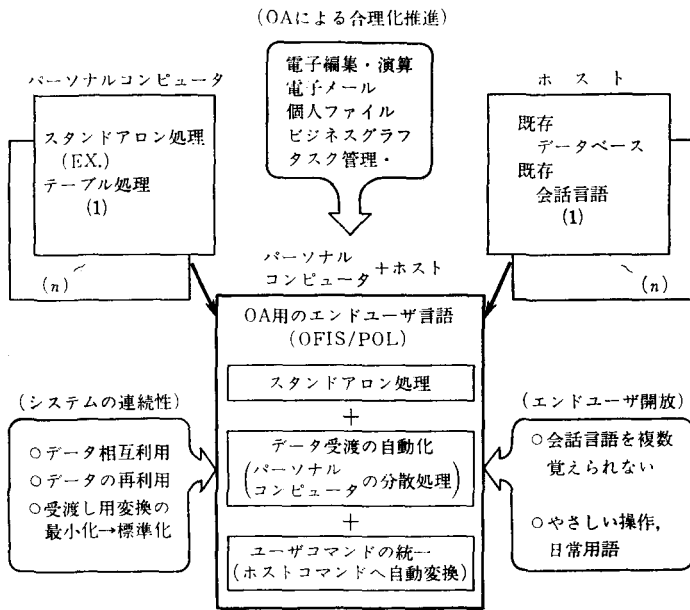 (OAによる合理化推進)
電子編集・演算
電子メール
個人ファイル
ビジネスグラフ
タスク管理・
パーソナルコンピュータ
スタンドアロン処理
(EX.)
テーブル処理
(1)
(n)
ホスト
既存
データベース
既存
会話言語
(1)
(n)
パーソナル
コンピュータ+ホスト
OA用のエンドユーザ言語
(OFIS/POL)
スタンドアロン処理
+
データ受渡の自動化
(パーソナル
コンピュータの分散処理)
+
ユーザコマンドの統一
(ホストコマンドへ自動変換)
(システムの連続性)
○データ相互利用
○データの再利用
○受渡し用変換の
最小化→標準化
(エンドユーザ開放)
○会話言語を複数
覚えられない
○やさしい操作,
日常用語